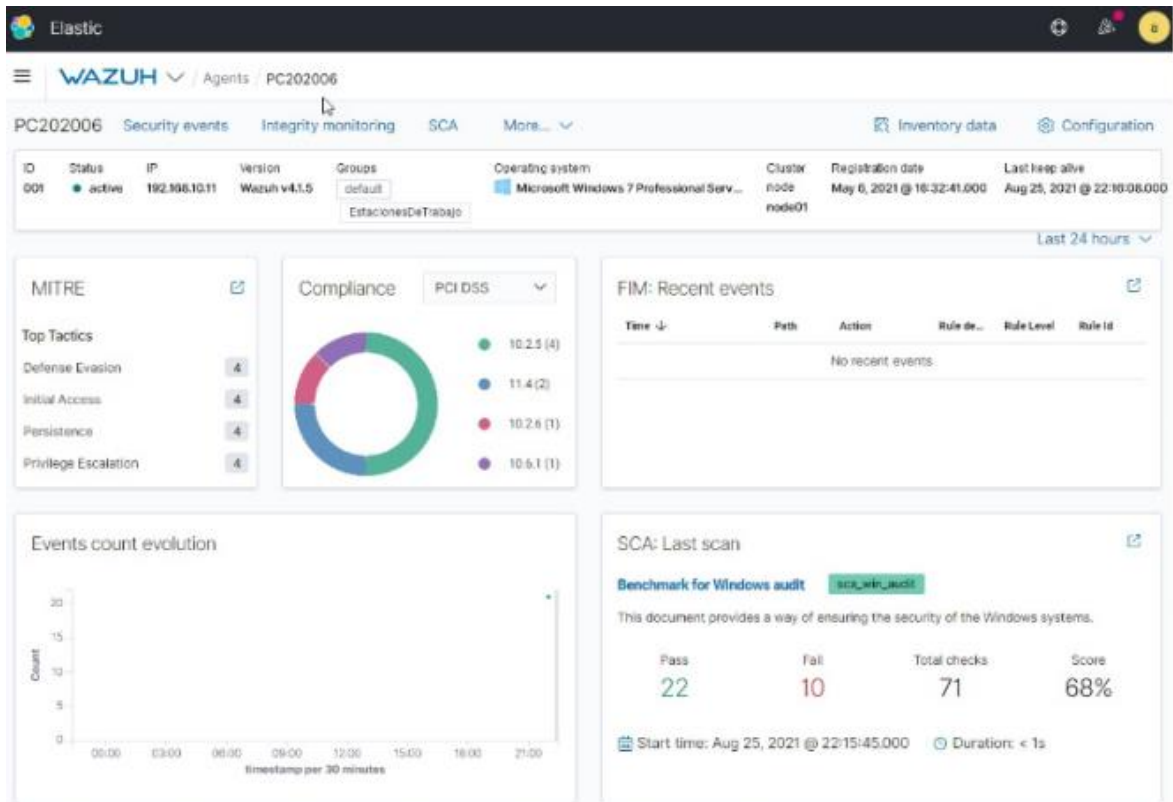 Elastic
a
WAZUH / Agents / PC202006
PC202006 Security events Integrity monitoring SCA More... Inventory data Configuration
ID Status IP Version Groups Operating system Cluster node Registration date Last keep alive
001 active 192.168.10.11 Wazuh v4.1.5 default EstacionesDeTrabajo Microsoft Windows 7 Professional Serv... node01 May 6, 2021 @ 16:32:41.000 Aug 25, 2021 @ 22:16:08.000
Last 24 hours
MITRE
Top Tactics
Defense Evasion 4
Initial Access 4
Persistence 4
Privilege Escalation 4
Compliance PCI DSS
10.2.5 (4)
11.4 (2)
10.2.6 (1)
10.6.1 (1)
FIM: Recent events
Time Path Action Rule de... Rule Level Rule Id
No recent events
Events count evolution
Count
20
15
10
5
0
00:00 03:00 06:00 09:00 12:00 15:00 18:00 21:00
timestamp per 30 minutes
SCA: Last scan
Benchmark for Windows audit sca_win_audit
This document provides a way of ensuring the security of the Windows systems.
Pass Fail Total checks Score
22 10 71 68%
Start time: Aug 25, 2021 @ 22:15:45.000 Duration: < 1s